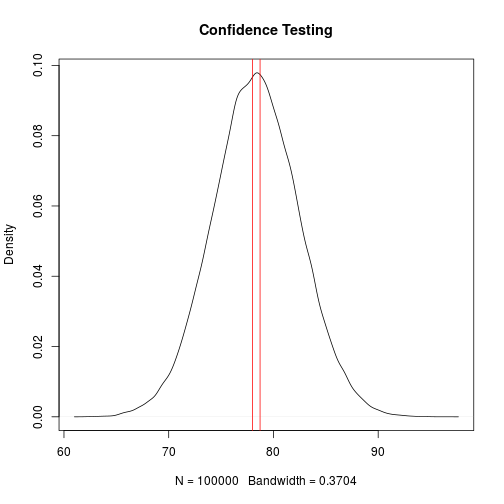 Confidence Testing
Density
0.00 0.02 0.04 0.06 0.08 0.10
60 70 80 90
N = 100000 Bandwidth = 0.3704